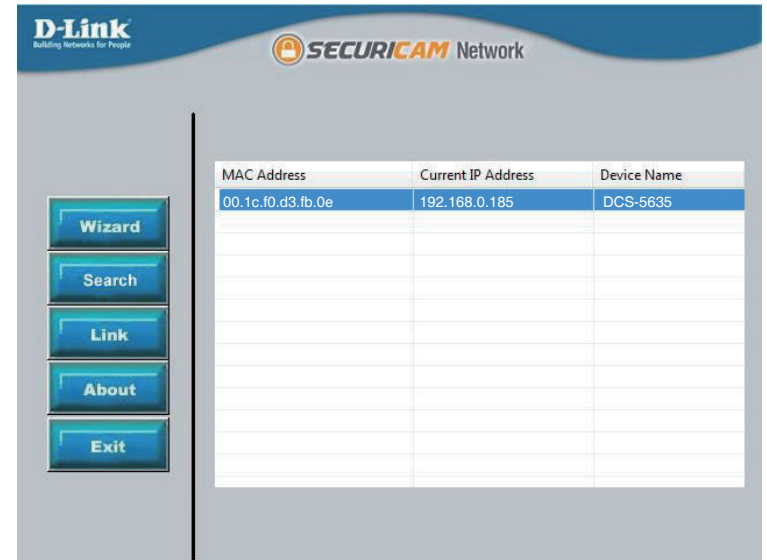 D-Link
Building Networks for People
SECURICAM Network
MAC Address Current IP Address Device Name
00.1c.f0.d3.fb.0e 192.168.0.185 DCS-5635
Wizard
Search
Link
About
Exit